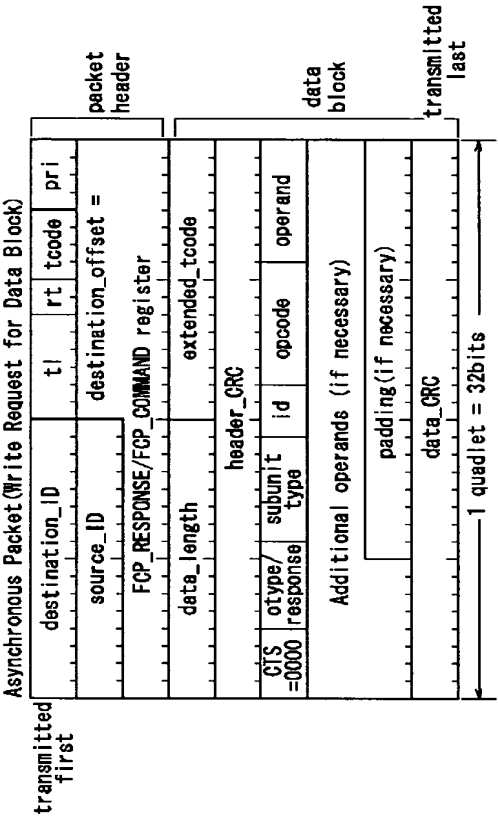 Asynchronous Packet(Write Request for Data Block)
transmitted
first
destination_ID tl rt tcode pri
source_ID destination_offset =
FCP_RESPONSE/FCP_COMMAND register
data_length extended_tcode
header_CRC
CTS
=0000 otype/
response subunit
type id opcode operand
Additional operands (if necessary)
padding(if necessary)
data_CRC
packet
header
data
block
transmitted
last
1 quadlet = 32bits